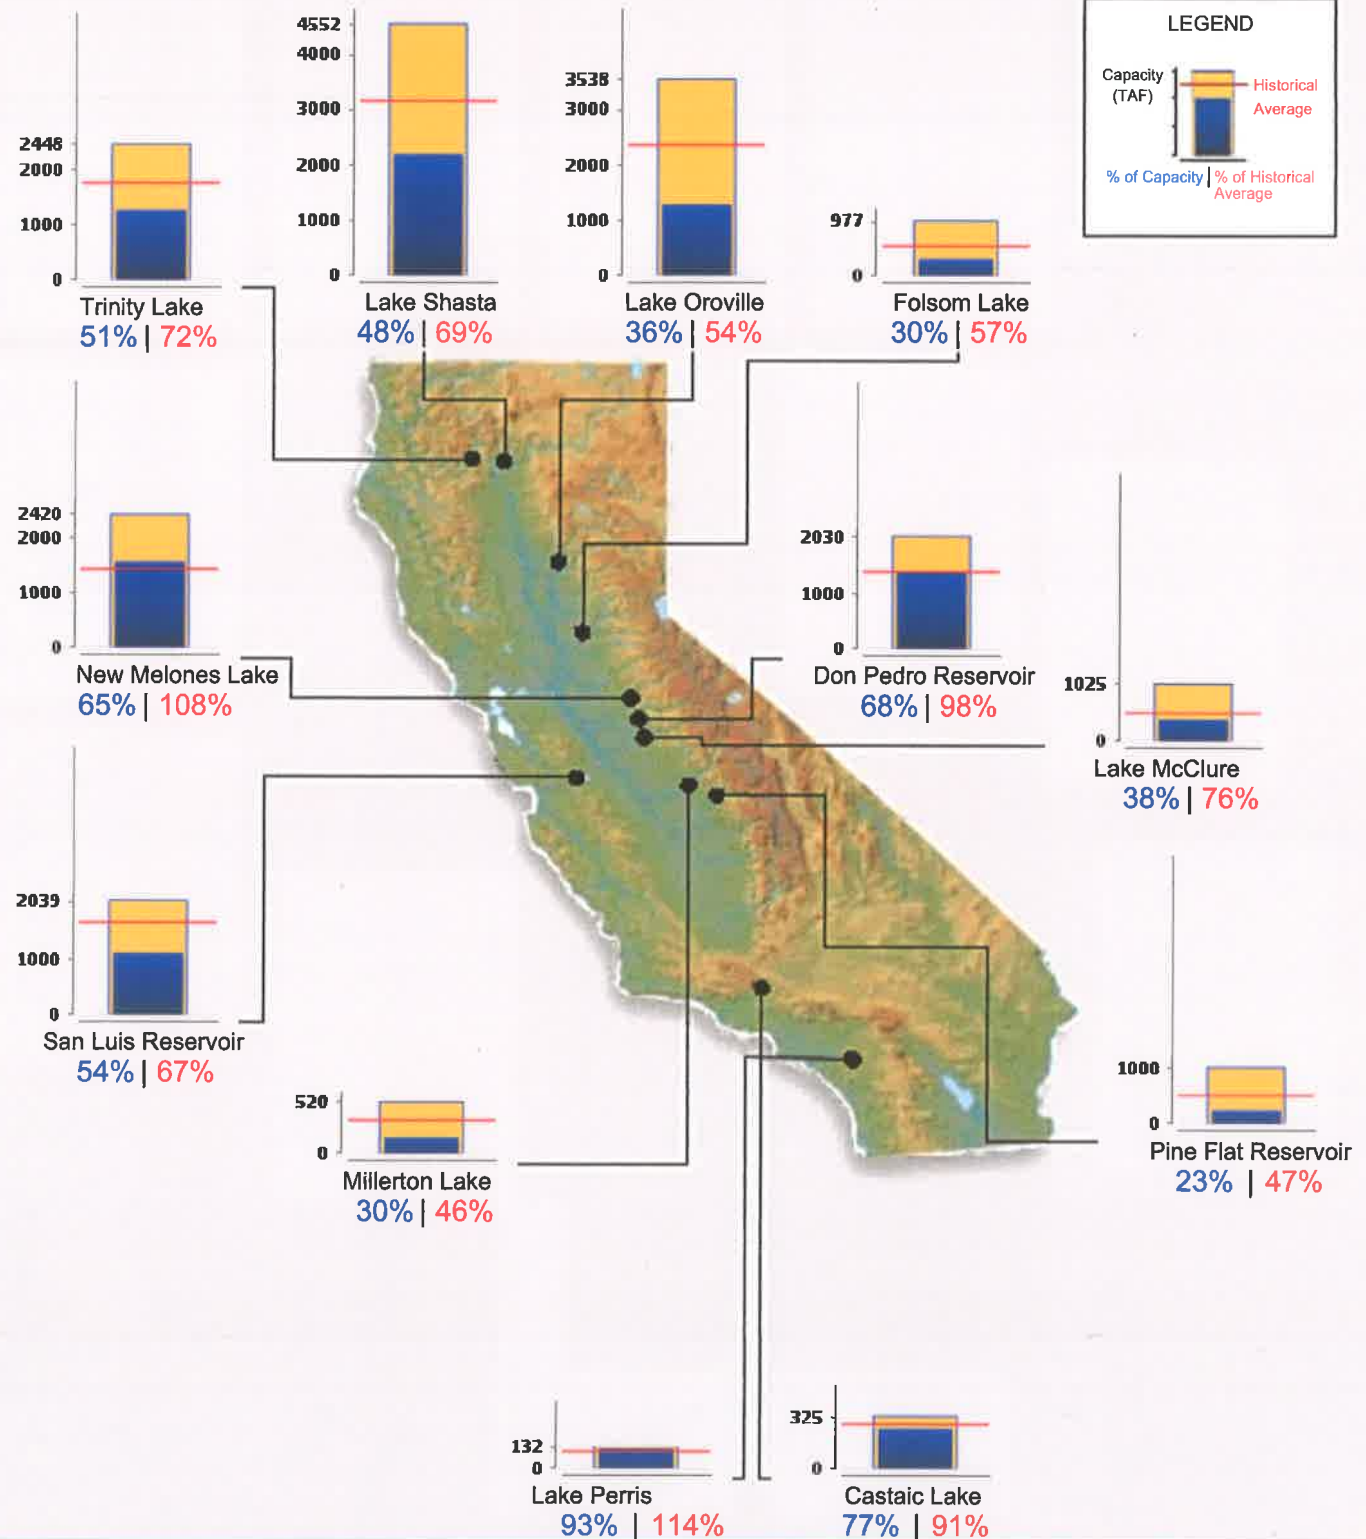 LEGEND
Capacity
(TAF)
Historical
Average
% of Capacity | % of Historical
Average
2448
2000
1000
0
Trinity Lake
51% | 72%
4552
4000
3000
2000
1000
0
Lake Shasta
48% | 69%
3538
3000
2000
1000
0
Lake Oroville
36% | 54%
977
0
Folsom Lake
30% | 57%
2420
2000
1000
0
New Melones Lake
65% | 108%
2030
1000
0
Don Pedro Reservoir
68% | 98%
1025
0
Lake McClure
38% | 76%
2039
1000
0
San Luis Reservoir
54% | 67%
520
0
Millerton Lake
30% | 46%
1000
0
Pine Flat Reservoir
23% | 47%
132
0
Lake Perris
93% | 114%
325
0
Castaic Lake
77% | 91%